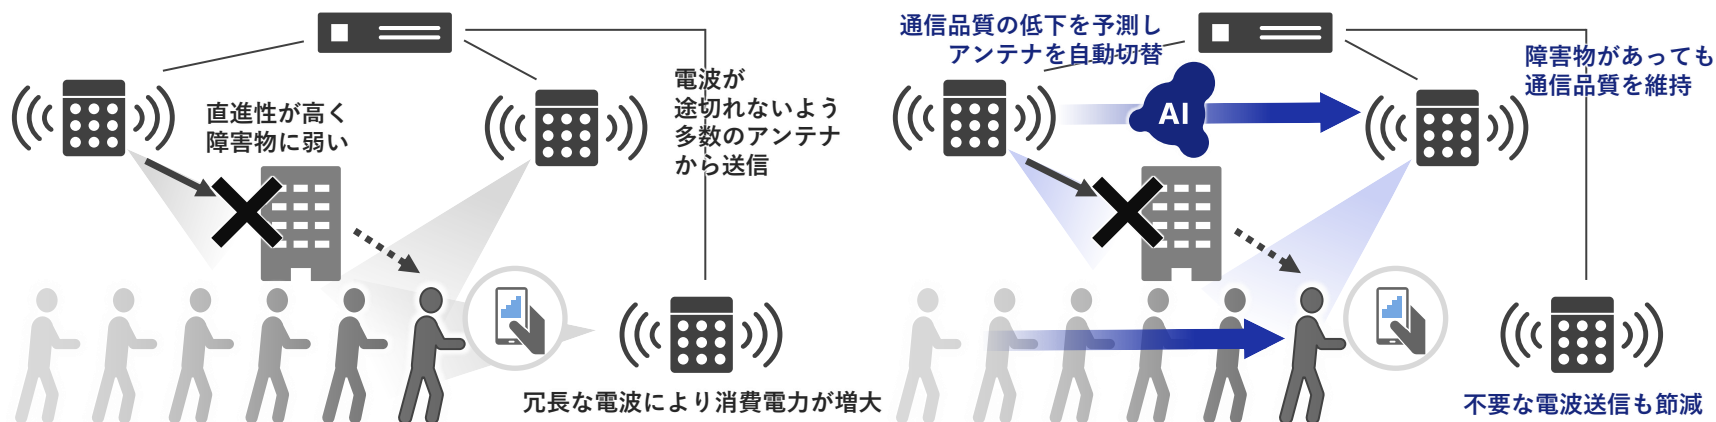 直進性が高く
障害物に弱い
電波が
途切れないよう
多数のアンテナ
から送信
冗長な電波により消費電力が増大
通信品質の低下を予測し
アンテナを自動切替
AI
障害物があっても
通信品質を維持
不要な電波送信も節減